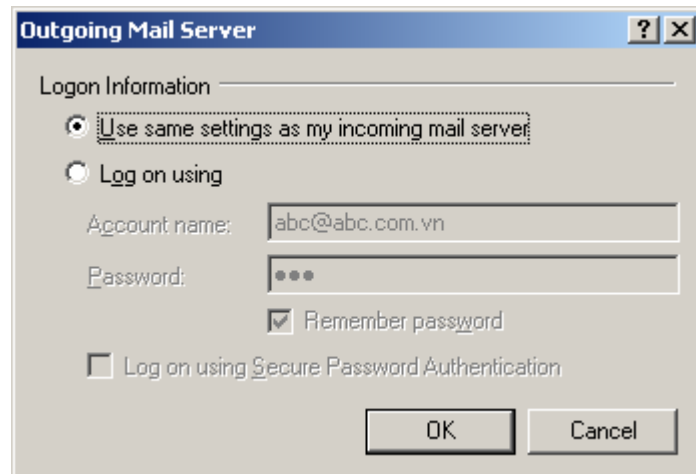 Outgoing Mail Server
Logon Information
Use same settings as my incoming mail server
Log on using
Account name: abc@abc.com.vn
Password: •••
Remember password
Log on using Secure Password Authentication
OK Cancel